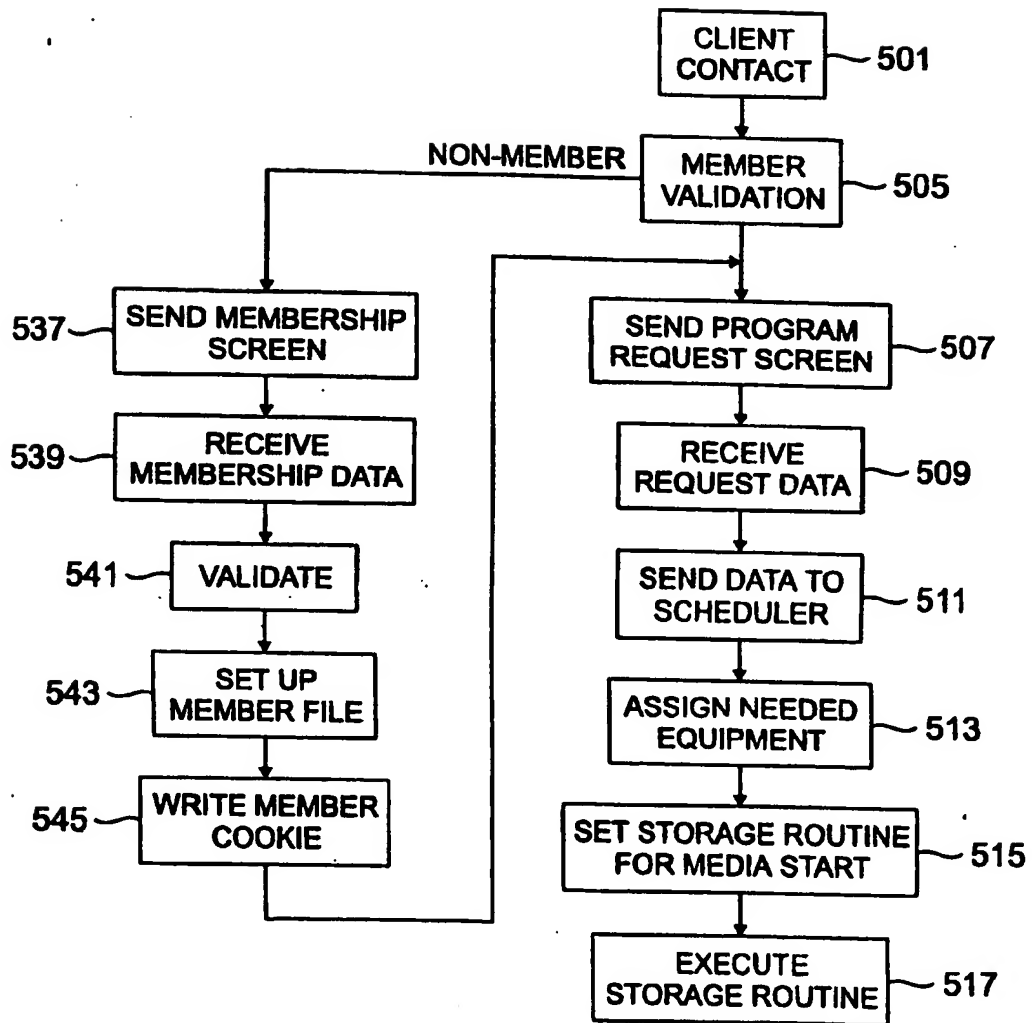 CLIENT
CONTACT
501
NON-MEMBER
MEMBER
VALIDATION
505
537
SEND MEMBERSHIP
SCREEN
SEND PROGRAM
REQUEST SCREEN
507
539
RECEIVE
MEMBERSHIP DATA
RECEIVE
REQUEST DATA
509
541
VALIDATE
SEND DATA TO
SCHEDULER
511
543
SET UP
MEMBER FILE
ASSIGN NEEDED
EQUIPMENT
513
545
WRITE MEMBER
COOKIE
SET STORAGE ROUTINE
FOR MEDIA START
515
EXECUTE
STORAGE ROUTINE
517